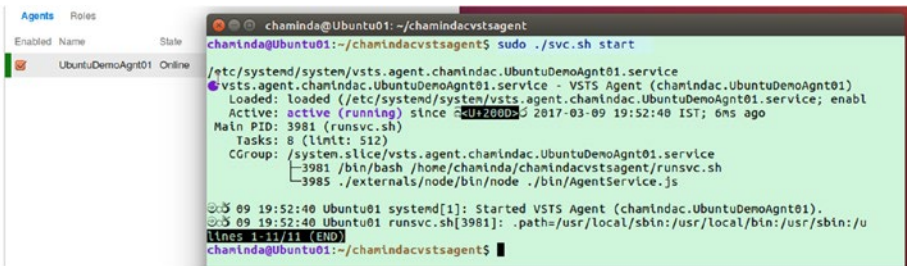 Agents Roles
Enabled Name State
UbuntuDemoAgnt01 Online
chaminda@Ubuntu01: ~/chamindacvstsagent
chaminda@Ubuntu01:~/chamindacvstsagent$ sudo ./svc.sh start
/etc/systemd/system/vsts.agent.chamindac.UbuntuDemoAgnt01.service
vsts.agent.chamindac.UbuntuDemoAgnt01.service - VSTS Agent (chamindac.UbuntuDemoAgnt01)
Loaded: loaded (/etc/systemd/system/vsts.agent.chamindac.UbuntuDemoAgnt01.service; enabl
Active: active (running) since <U+200D> 2017-03-09 19:52:40 IST; 6ms ago
Main PID: 3981 (runsvc.sh)
Tasks: 8 (limit: 512)
CGroup: /system.slice/vsts.agent.chamindac.UbuntuDemoAgnt01.service
├─3981 /bin/bash /home/chaminda/chamindacvstsagent/runsvc.sh
└─3985 ./externals/node/bin/node ./bin/AgentService.js
09 19:52:40 Ubuntu01 systemd[1]: Started VSTS Agent (chamindac.UbuntuDemoAgnt01).
09 19:52:40 Ubuntu01 runsvc.sh[3981]: .path=/usr/local/sbin:/usr/local/bin:/usr/sbin:/u
lines 1-11/11 (END)
chaminda@Ubuntu01:~/chamindacvstsagent$